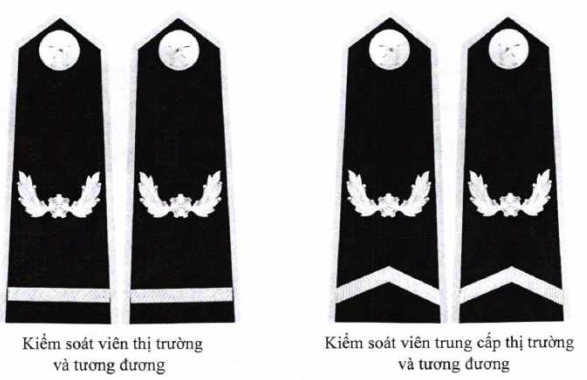 Kiểm soát viên thị trường
và tương đương
Kiểm soát viên trung cấp thị trường
và tương đương